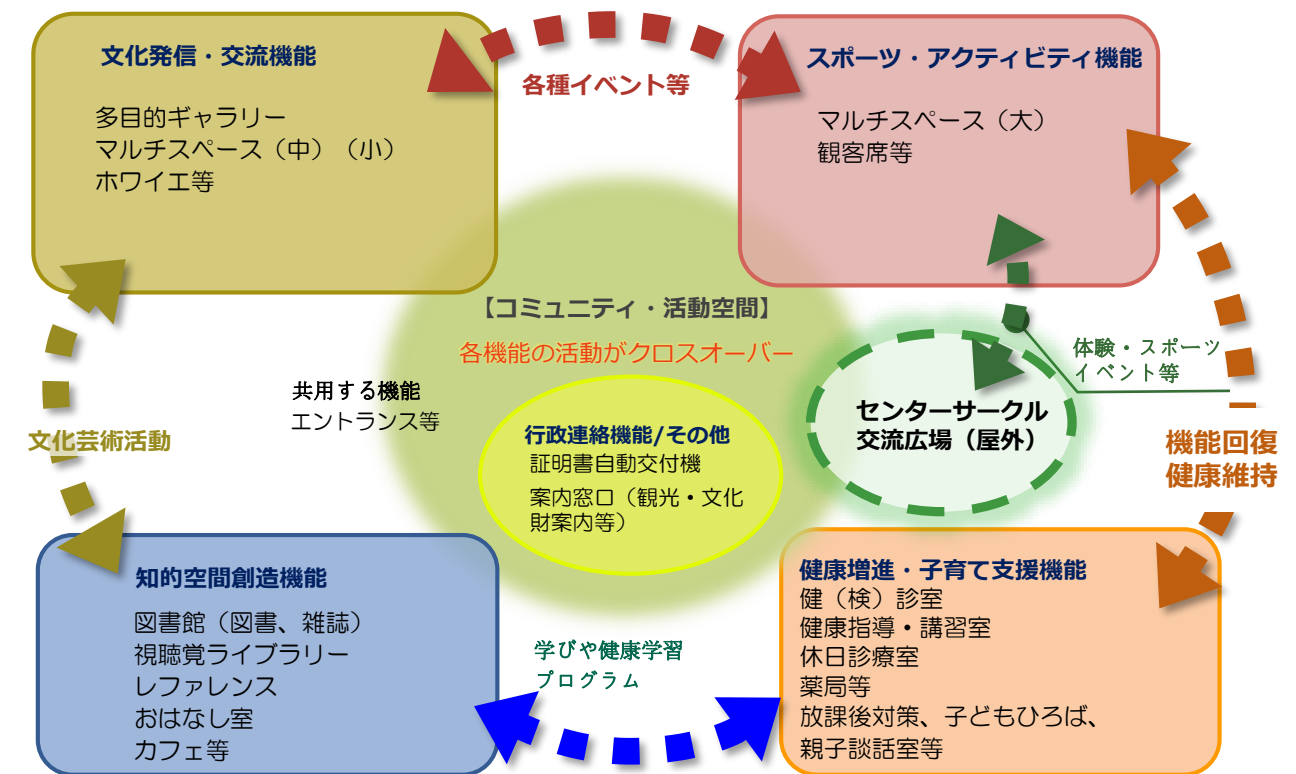 文化発信・交流機能
多目的ギャラリー
マルチスペース（中）（小）
ホワイエ等
各種イベント等
スポーツ・アクティビティ機能
マルチスペース（大）
観客席等
【コミュニティ・活動空間】
各機能の活動がクロスオーバー
共用する機能
エントランス等
行政連絡機能/その他
証明書自動交付機
案内窓口（観光・文化
財案内等）
センターサークル
交流広場（屋外）
体験・スポーツ
イベント等
文化芸術活動
機能回復
健康維持
知的空間創造機能
図書館（図書、雑誌）
視聴覚ライブラリー
レファレンス
おはなし室
カフェ等
学びや健康学習
プログラム
健康増進・子育て支援機能
健（検）診室
健康指導・講習室
休日診療室
薬局等
放課後対策、子どもひろば、
親子談話室等